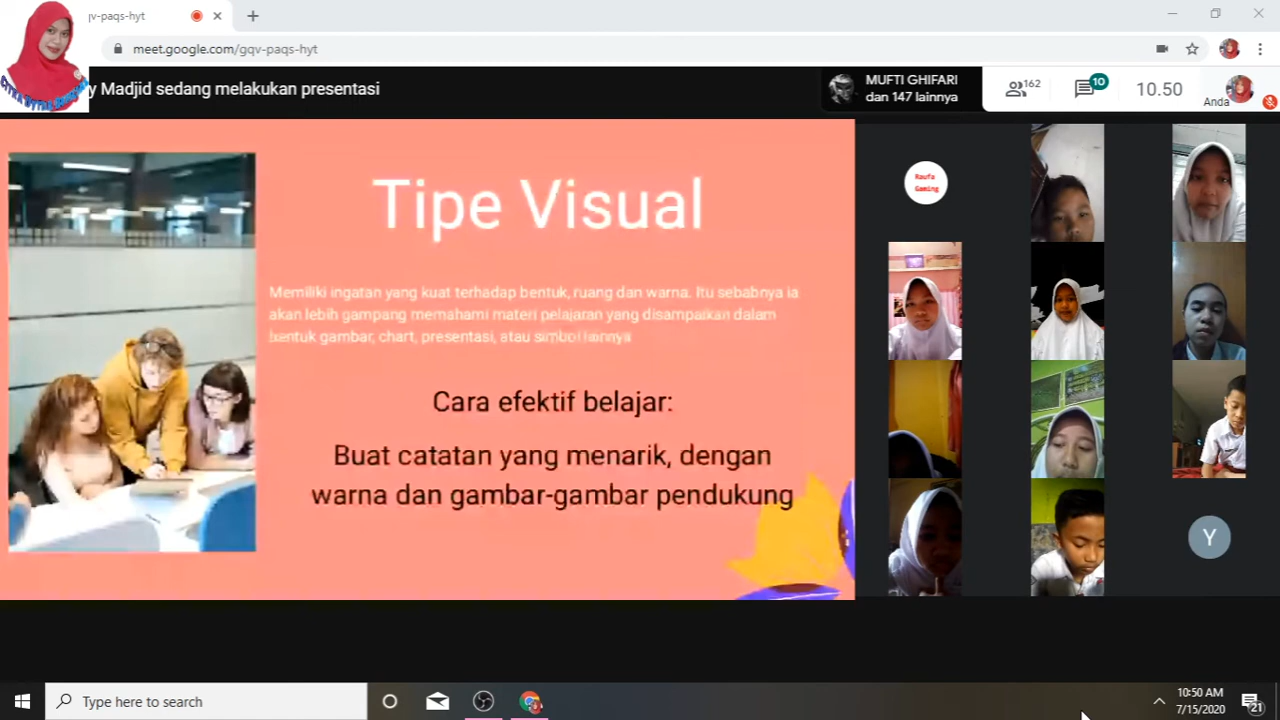 qv-paqs-hyt
meet.google.com/gqv-paqs-hyt
y Madjid sedang melakukan presentasi
MUFTI GHIFARI
dan 147 lainnya
162
10
10.50
Anda
Tipe Visual
Memiliki ingatan yang kuat terhadap bentuk, ruang dan warna. Itu sebabnya ia
akan lebih gampang memahami materi pelajaran yang disampaikan dalam
bentuk gambar, chart, presentasi, atau simbol lainnya
Cara efektif belajar:
Buat catatan yang menarik, dengan
warna dan gambar-gambar pendukung
Raufa
Gaming
Y
Type here to search
10:50 AM
7/15/2020
21